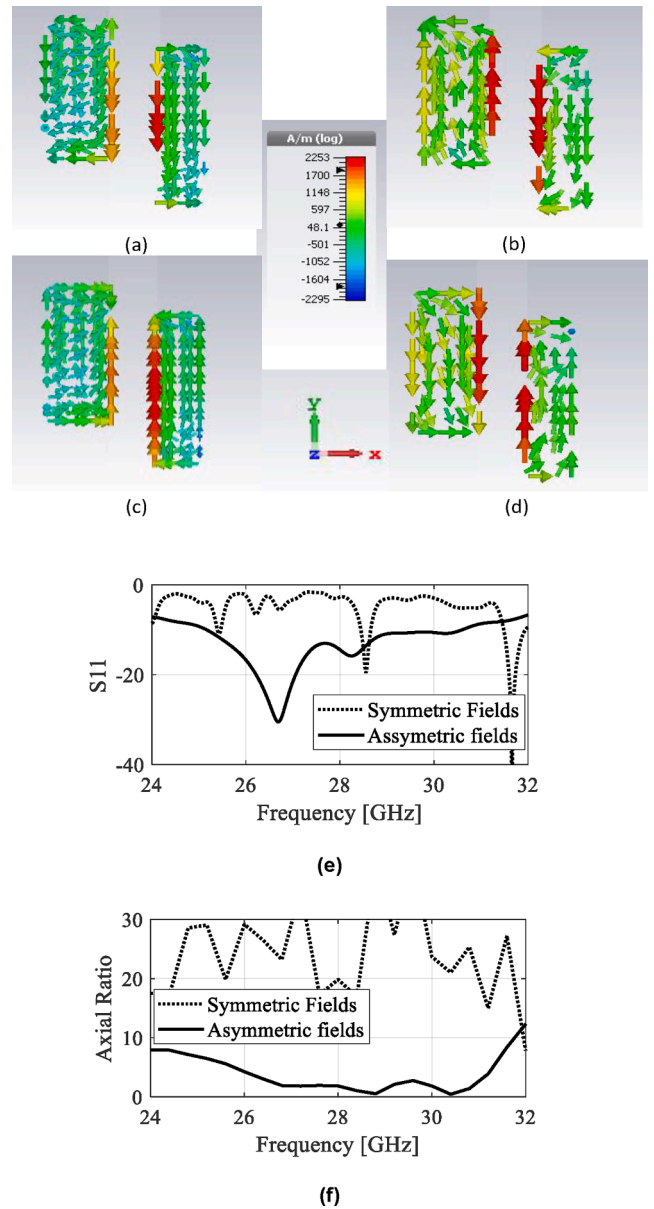 A/m (log)
2253
1700
1148
597
48.1
-501
-1052
-1604
-2295
(a)
(b)
y
z
x
(c)
(d)
0
-20
-40
S11
Symmetric Fields
Assymetric fields
24
26
28
30
32
Frequency [GHz]
(e)
30
20
10
0
Axial Ratio
Symmetric Fields
Asymmetric fields
24
26
28
30
32
Frequency [GHz]
(f)